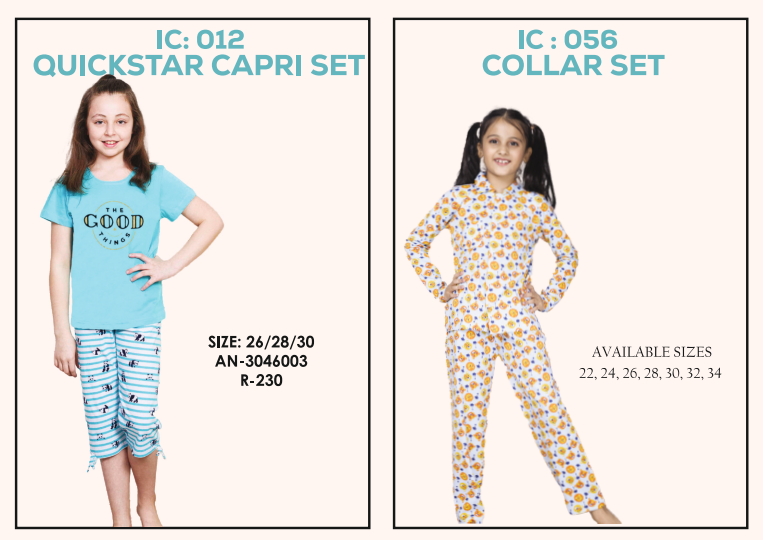 IC: 012
QUICKSTAR CAPRI SET
THE
GOOD
THINGS
SIZE: 26/28/30
AN-3046003
R-230
IC : 056
COLLAR SET
AVAILABLE SIZES
22, 24, 26, 28, 30, 32, 34